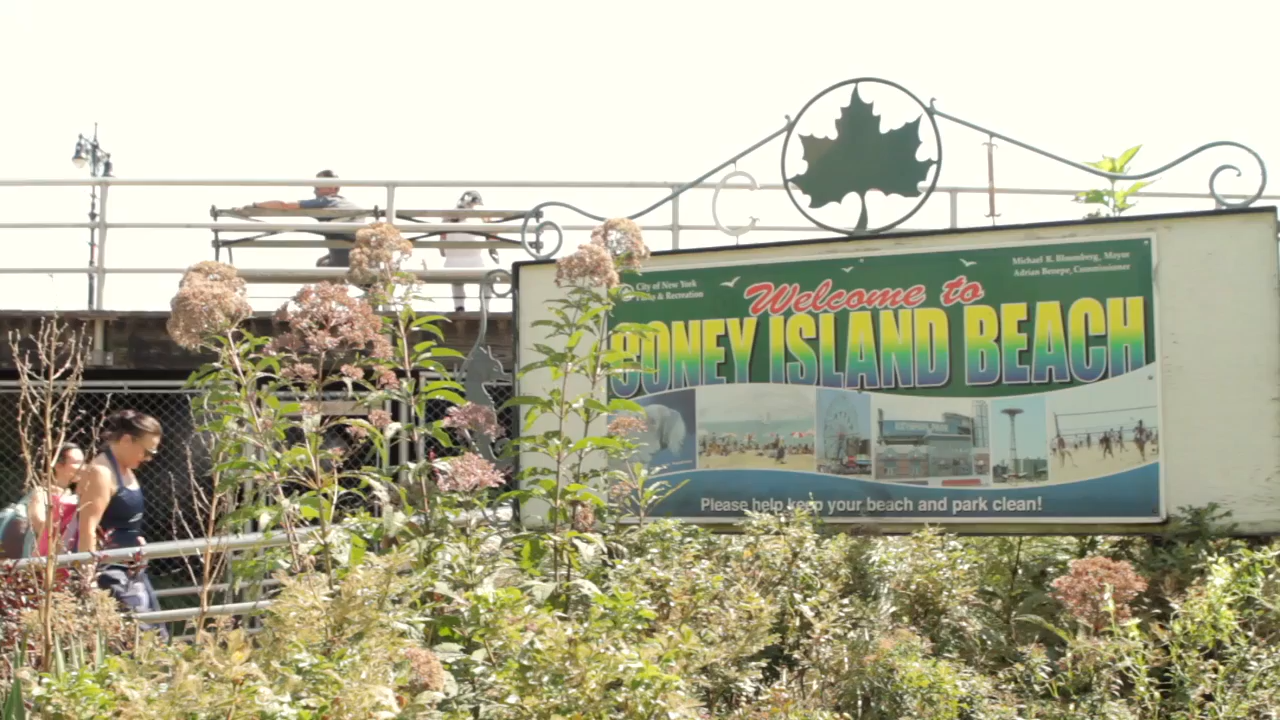 City of New York
Parks & Recreation
Michael R. Bloomberg, Mayor
Adrian Benepe, Commissioner
Welcome to
CONEY ISLAND BEACH
Please help keep your beach and park clean!